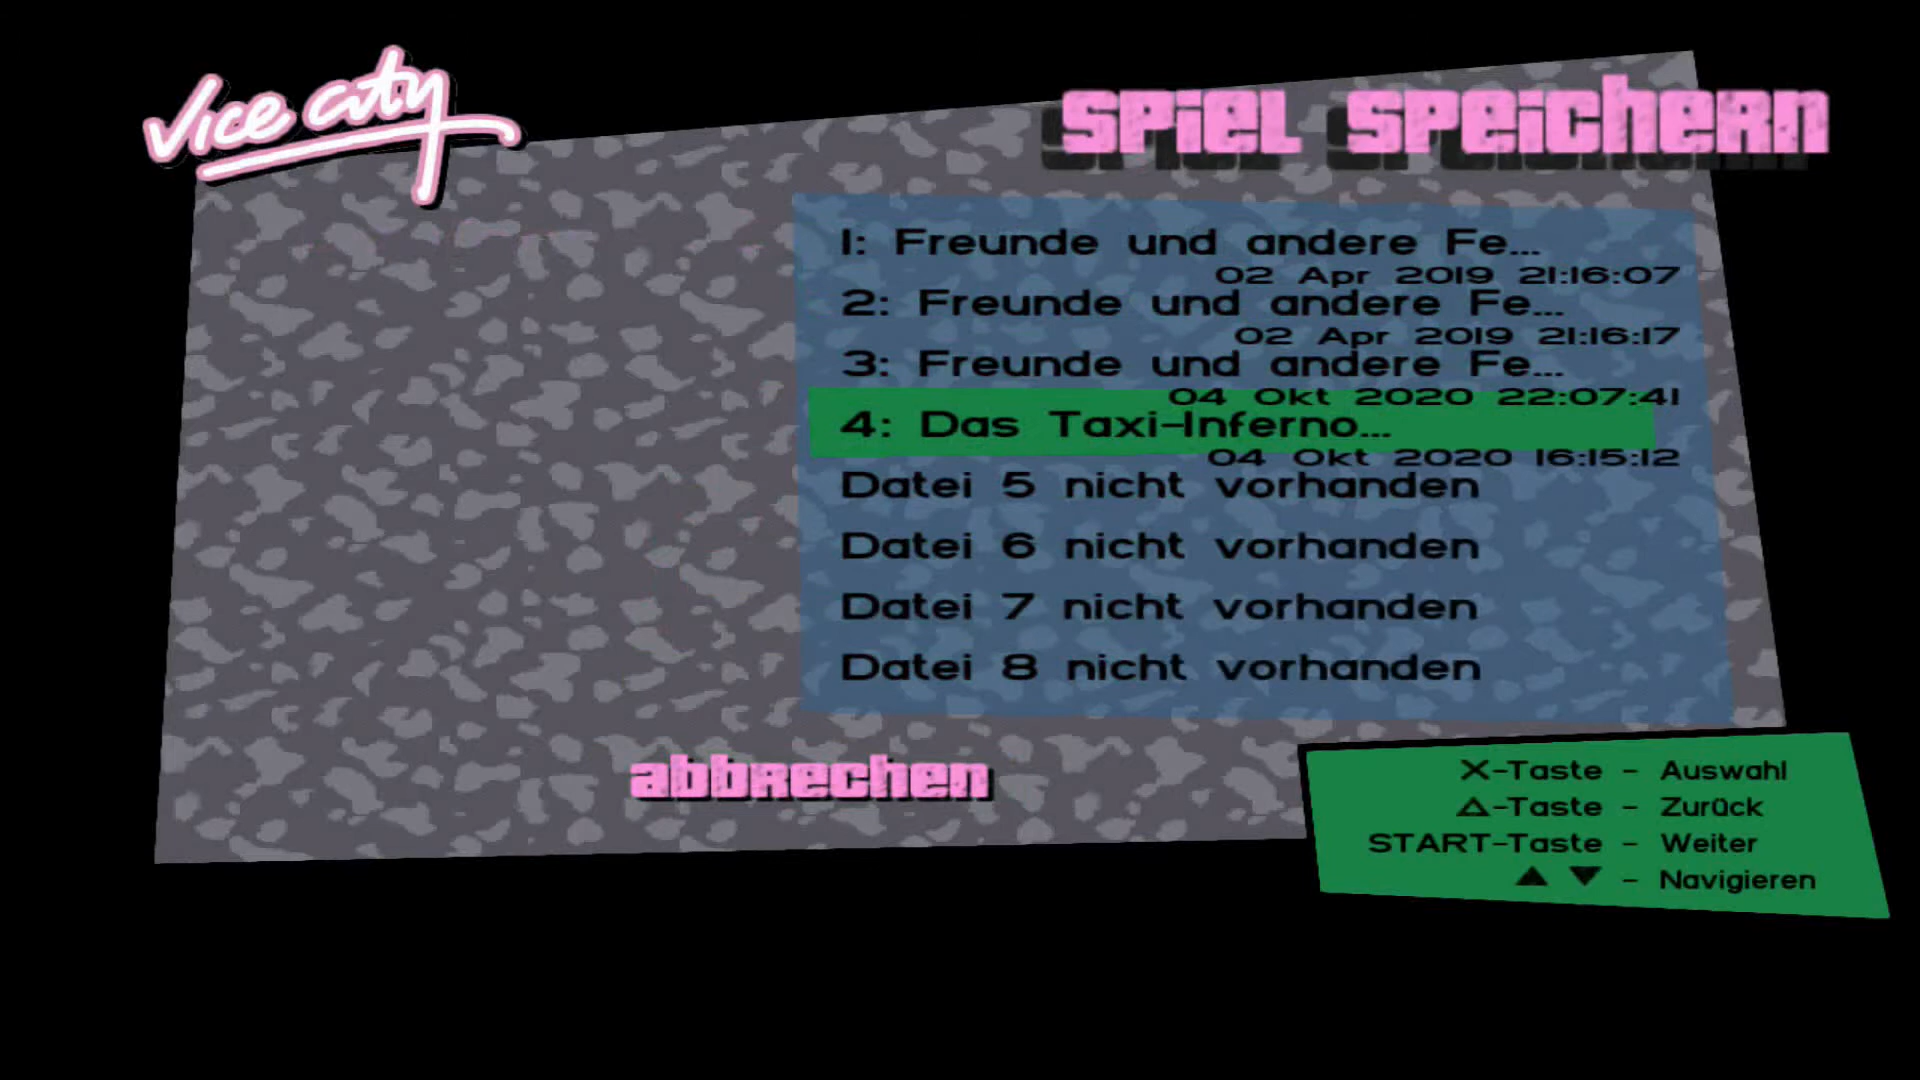 Vice City
Spiel Speichern
1: Freunde und andere Fe...
02 Apr 2019 21:16:07
2: Freunde und andere Fe...
02 Apr 2019 21:16:17
3: Freunde und andere Fe...
04 Okt 2020 22:07:41
4: Das Taxi-Inferno...
04 Okt 2020 16:15:12
Datei 5 nicht vorhanden
Datei 6 nicht vorhanden
Datei 7 nicht vorhanden
Datei 8 nicht vorhanden
abbrechen
X-Taste - Auswahl
△-Taste - Zurück
START-Taste - Weiter
▲ ▼ - Navigieren